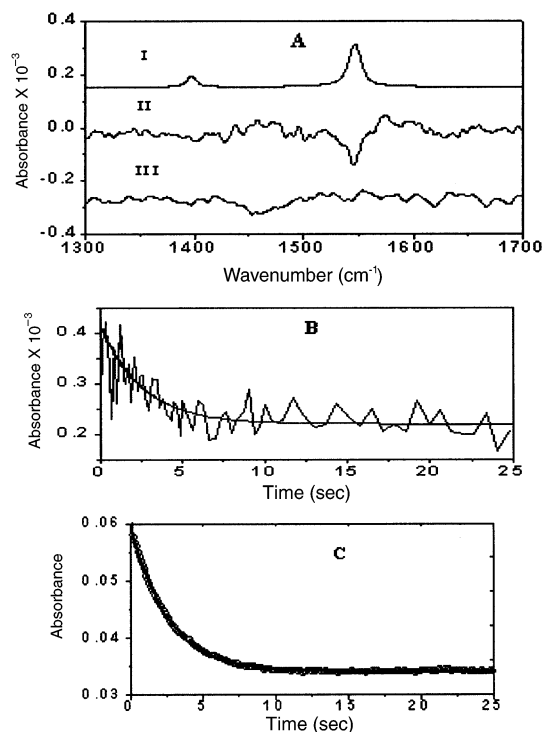 A
I
II
III
0.4
0.2
0.0
-0.2
-0.4
Absorbance X 10⁻³
1300 1400 1500 1600 1700
Wavenumber (cm⁻¹)
B
0.4
0.3
0.2
Absorbance X 10⁻³
0 5 10 15 20 25
Time (sec)
C
0.06
0.05
0.04
0.03
Absorbance
0 5 10 15 20 25
Time (sec)